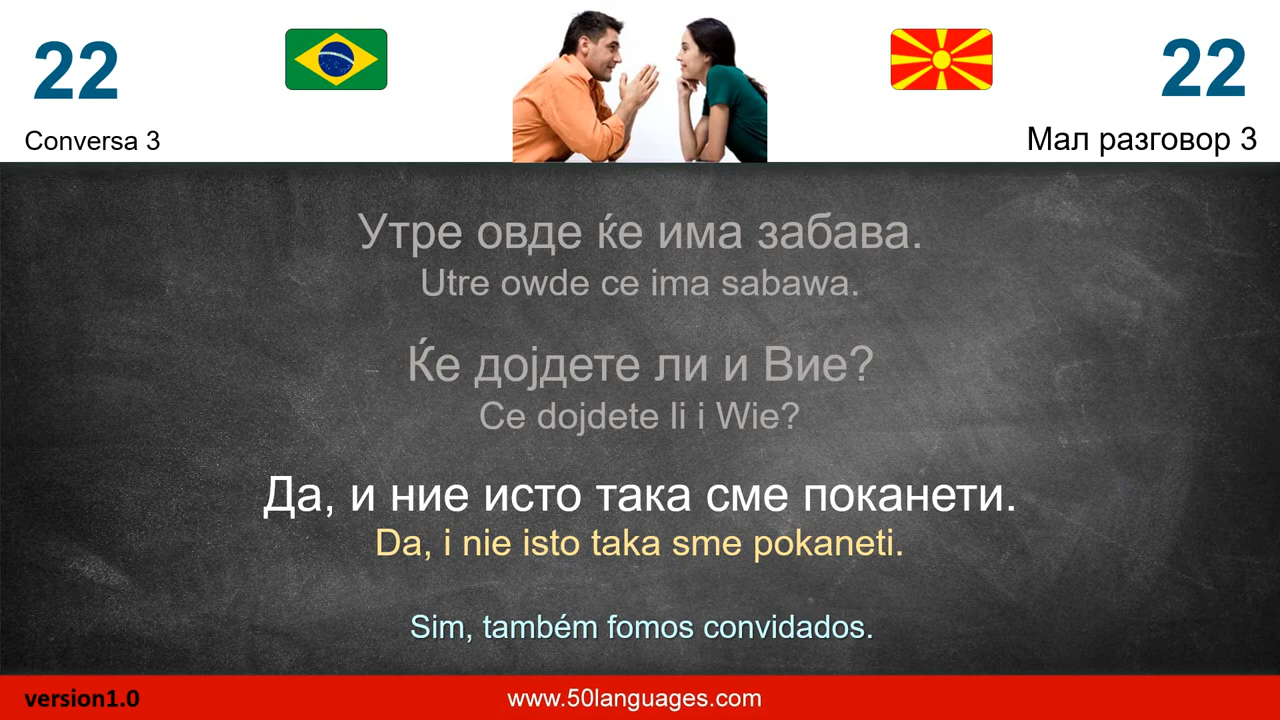 22
22
Conversa 3
Мал разговор 3
Утре овде ќе има забава.
Utre owde ce ima sabawa.
Ќе дојдете ли и Вие?
Ce dojdete li i Wie?
Да, и ние исто така сме поканети.
Da, i nie isto taka sme pokaneti.
Sim, também fomos convidados.
version1.0
www.50languages.com